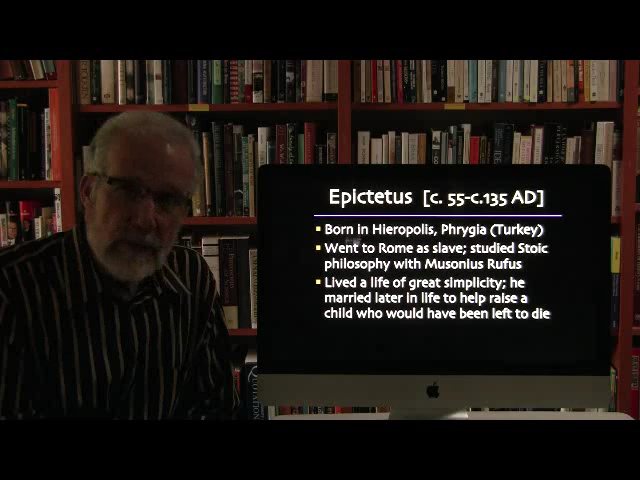 Epictetus [c. 55-c.135 AD]
Born in Hieropolis, Phrygia (Turkey)
Went to Rome as slave; studied Stoic
philosophy with Musonius Rufus
Lived a life of great simplicity; he
married later in life to help raise a
child who would have been left to die